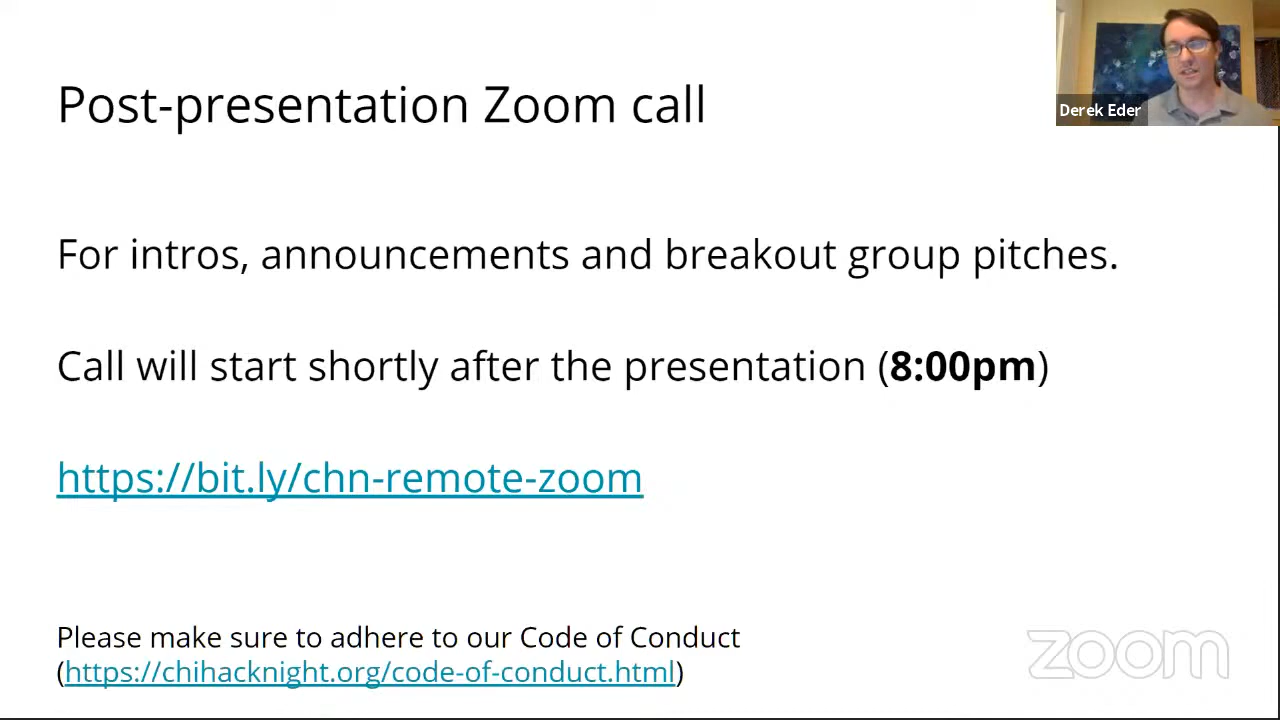 Post-presentation Zoom call
Derek Eder
For intros, announcements and breakout group pitches.
Call will start shortly after the presentation (8:00pm)
https://bit.ly/chn-remote-zoom
Please make sure to adhere to our Code of Conduct
(https://chihacknight.org/code-of-conduct.html)
zoom